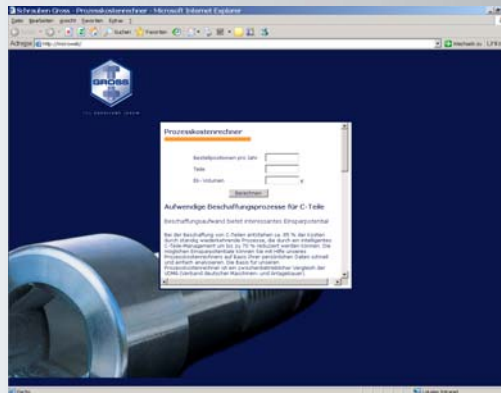 Schrauben Gross - Prozesskostenrechner - Microsoft Internet Explorer
Datei Bearbeiten Ansicht Favoriten Extras ?
Suchen Favoriten
Adresse
Wechseln zu
GROSS
Prozesskostenrechner
Bestellpositionen pro Jahr
Teile
EK- Volumen
Berechnen
Aufwendige Beschaffungsprozesse für C-Teile
Beschaffungsaufwand bietet interessantes Einsparpotential
Bei der Beschaffung von C-Teilen entstehen ca. 85 % der Kosten
durch ständig wiederkehrende Prozesse, die durch ein intelligentes
C-Teile-Management um bis zu 70 % reduziert werden können. Die
möglichen Einsparpotentiale können Sie mit Hilfe unseres
Prozesskostenrechners auf Basis Ihrer persönlichen Daten schnell
und einfach analysieren. Die Basis für unseren
Prozesskostenrechner ist ein zwischenbetrieblicher Vergleich der
VDMA (Verband deutscher Maschinen- und Anlagenbauer).
Fertig
Lokales Intranet